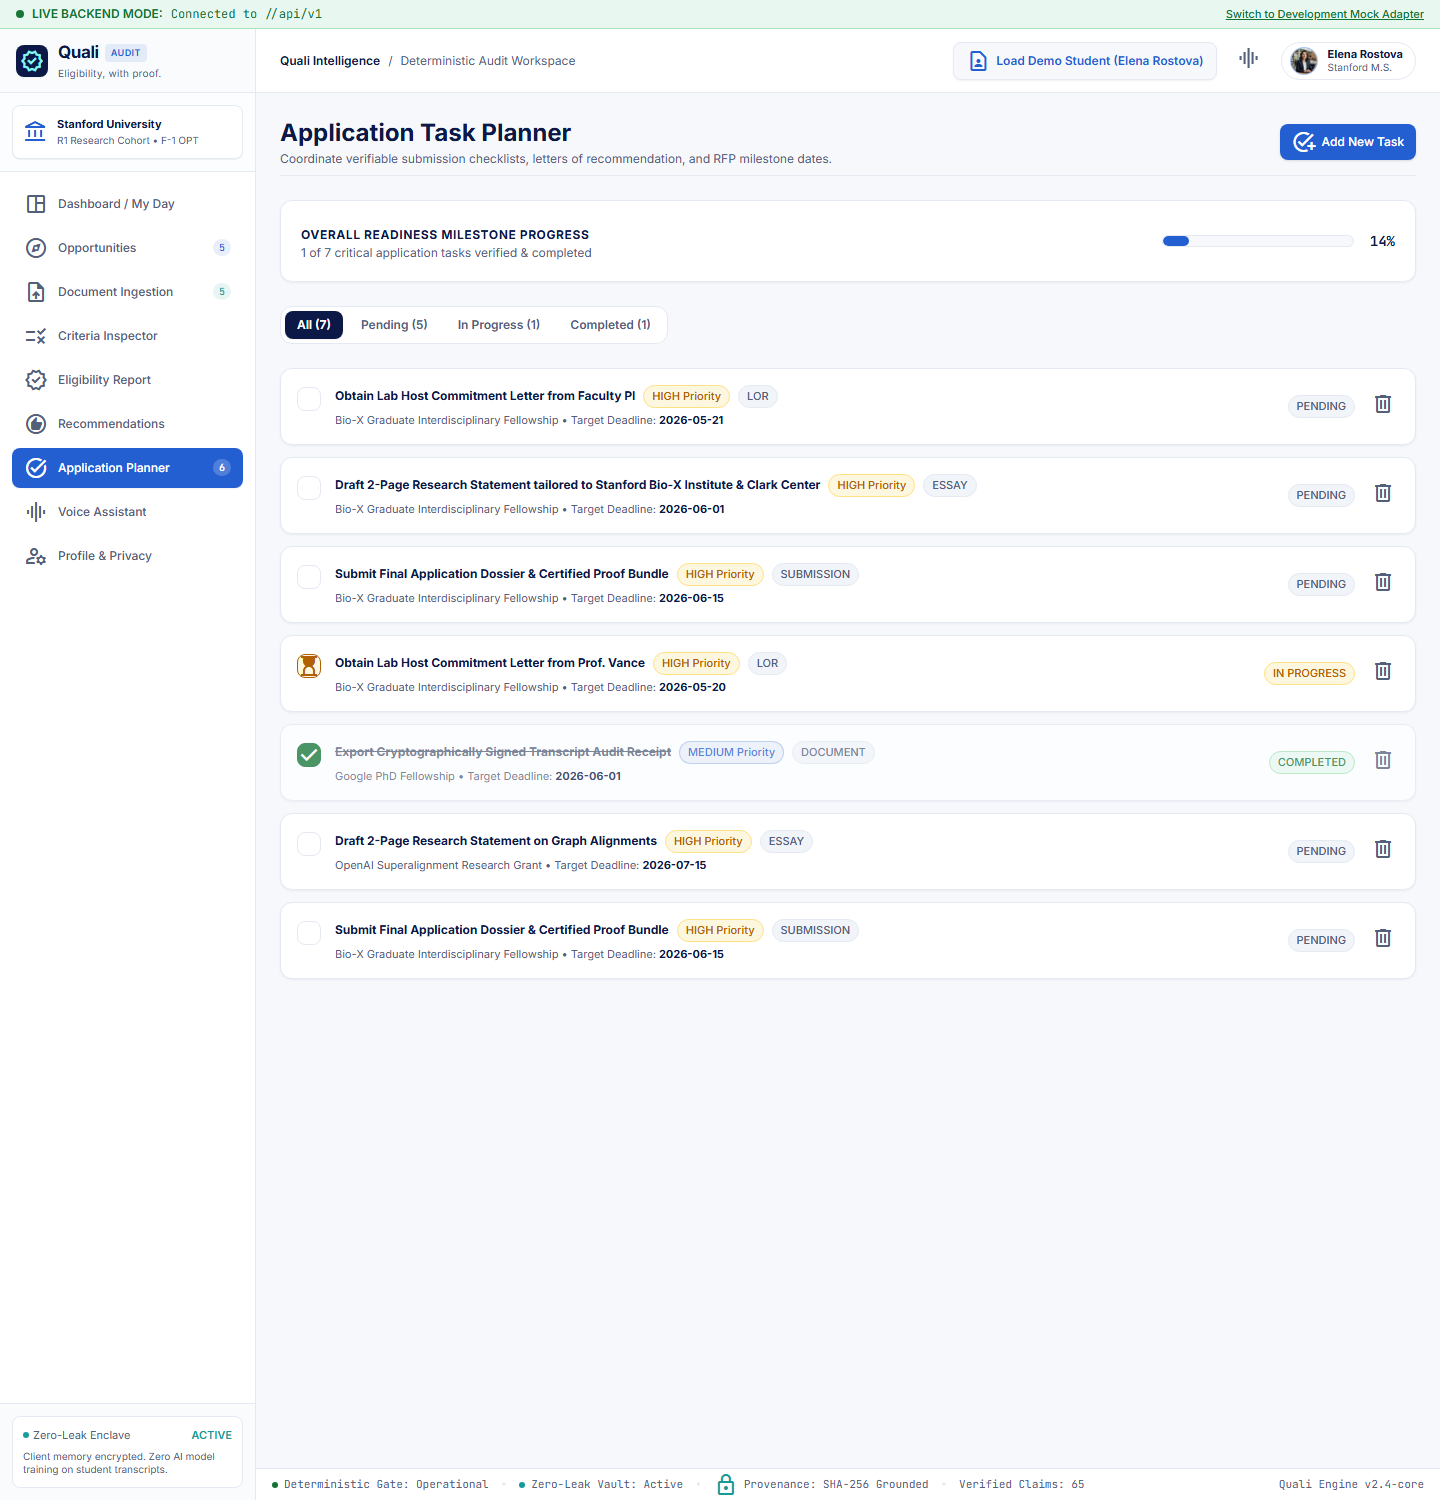 LIVE BACKEND MODE: Connected to //api/v1
Switch to Development Mock Adapter
Quali AUDIT
Eligibility, with proof.
Quali Intelligence / Deterministic Audit Workspace
Load Demo Student (Elena Rostova)
Elena Rostova
Stanford M.S.
Stanford University
R1 Research Cohort • F-1 OPT
Dashboard / My Day
Opportunities 5
Document Ingestion 5
Criteria Inspector
Eligibility Report
Recommendations
Application Planner 6
Voice Assistant
Profile & Privacy
Zero-Leak Enclave ACTIVE
Client memory encrypted. Zero AI model
training on student transcripts.
Application Task Planner
Coordinate verifiable submission checklists, letters of recommendation, and RFP milestone dates.
Add New Task
OVERALL READINESS MILESTONE PROGRESS
1 of 7 critical application tasks verified & completed
14%
All (7) Pending (5) In Progress (1) Completed (1)
Obtain Lab Host Commitment Letter from Faculty PI HIGH Priority LOR
Bio-X Graduate Interdisciplinary Fellowship • Target Deadline: 2026-05-21
PENDING
Draft 2-Page Research Statement tailored to Stanford Bio-X Institute & Clark Center HIGH Priority ESSAY
Bio-X Graduate Interdisciplinary Fellowship • Target Deadline: 2026-06-01
PENDING
Submit Final Application Dossier & Certified Proof Bundle HIGH Priority SUBMISSION
Bio-X Graduate Interdisciplinary Fellowship • Target Deadline: 2026-06-15
PENDING
Obtain Lab Host Commitment Letter from Prof. Vance HIGH Priority LOR
Bio-X Graduate Interdisciplinary Fellowship • Target Deadline: 2026-05-20
IN PROGRESS
Export Cryptographically Signed Transcript Audit Receipt MEDIUM Priority DOCUMENT
Google PhD Fellowship • Target Deadline: 2026-06-01
COMPLETED
Draft 2-Page Research Statement on Graph Alignments HIGH Priority ESSAY
OpenAI Superalignment Research Grant • Target Deadline: 2026-07-15
PENDING
Submit Final Application Dossier & Certified Proof Bundle HIGH Priority SUBMISSION
Bio-X Graduate Interdisciplinary Fellowship • Target Deadline: 2026-06-15
PENDING
Deterministic Gate: Operational • Zero-Leak Vault: Active • Provenance: SHA-256 Grounded • Verified Claims: 65
Quali Engine v2.4-core